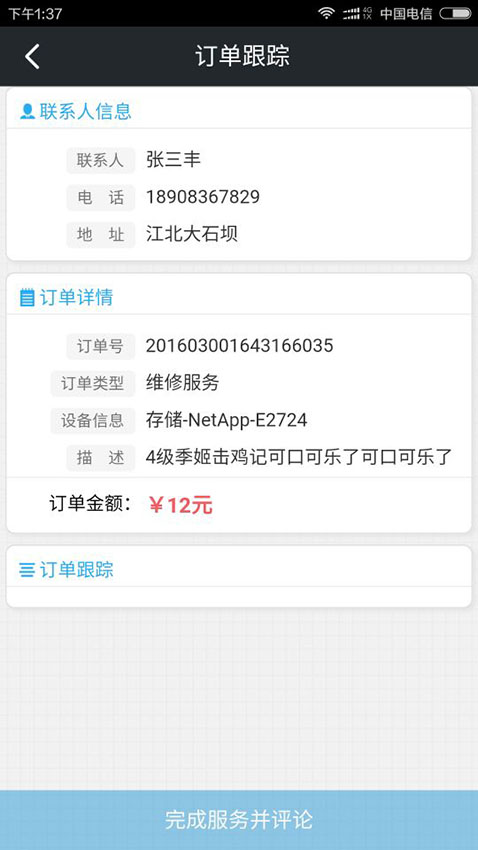 下午1:37 4G 1X 中国电信
订单跟踪
联系人信息
联系人 张三丰
电 话 18908367829
地 址 江北大石坝
订单详情
订单号 201603001643166035
订单类型 维修服务
设备信息 存储-NetApp-E2724
描 述 4级季姬击鸡记可口可乐了可口可乐了
订单金额： ￥12元
订单跟踪
完成服务并评论